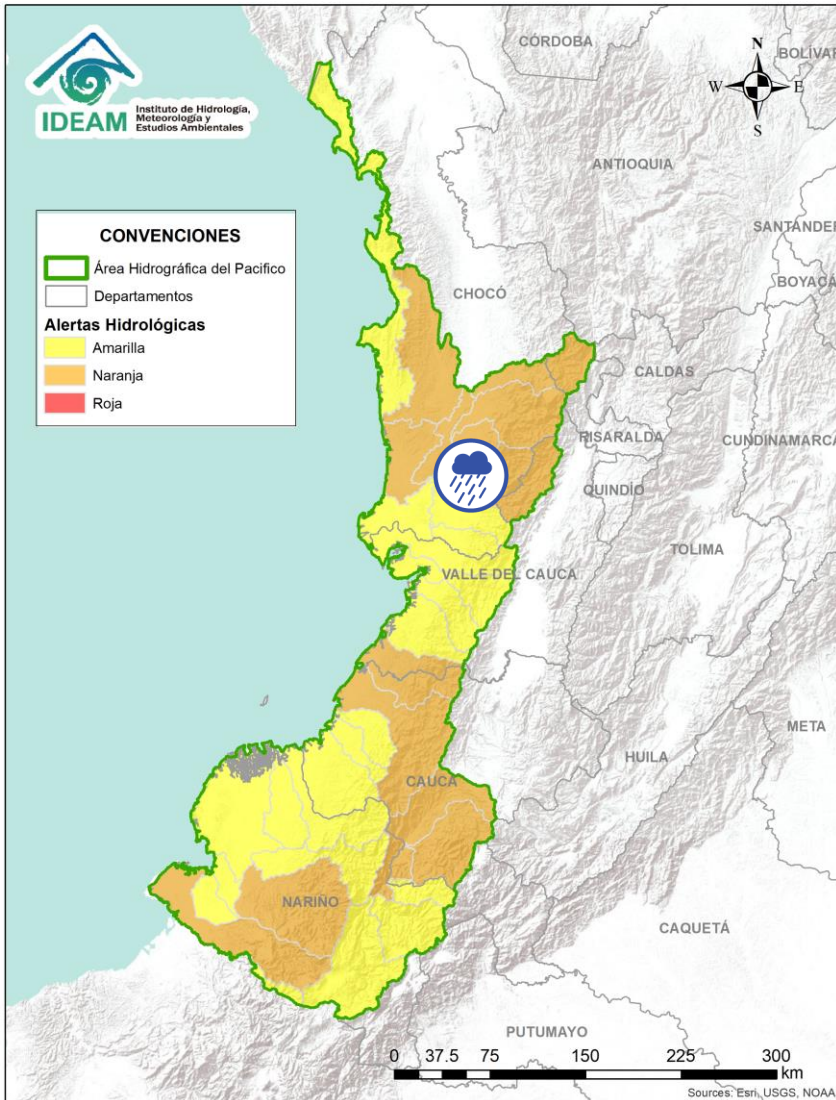 IDEAM
Instituto de Hidrología,
Meteorología y
Estudios Ambientales
CÓRDOBA
BOLÍVAR
N
W
E
S
ANTIOQUIA
SANTANDER
BOYACÁ
CONVENCIONES
Área Hidrográfica del Pacifico
Departamentos
Alertas Hidrológicas
Amarilla
Naranja
Roja
CHOCÓ
CALDAS
RISARALDA
CUNDINAMARCA
QUINDÍO
TOLIMA
VALLE DEL CAUCA
META
HUILA
CAUCA
NARIÑO
CAQUETÁ
PUTUMAYO
0 37.5 75 150 225 300
km
Sources: Esri, USGS, NOAA